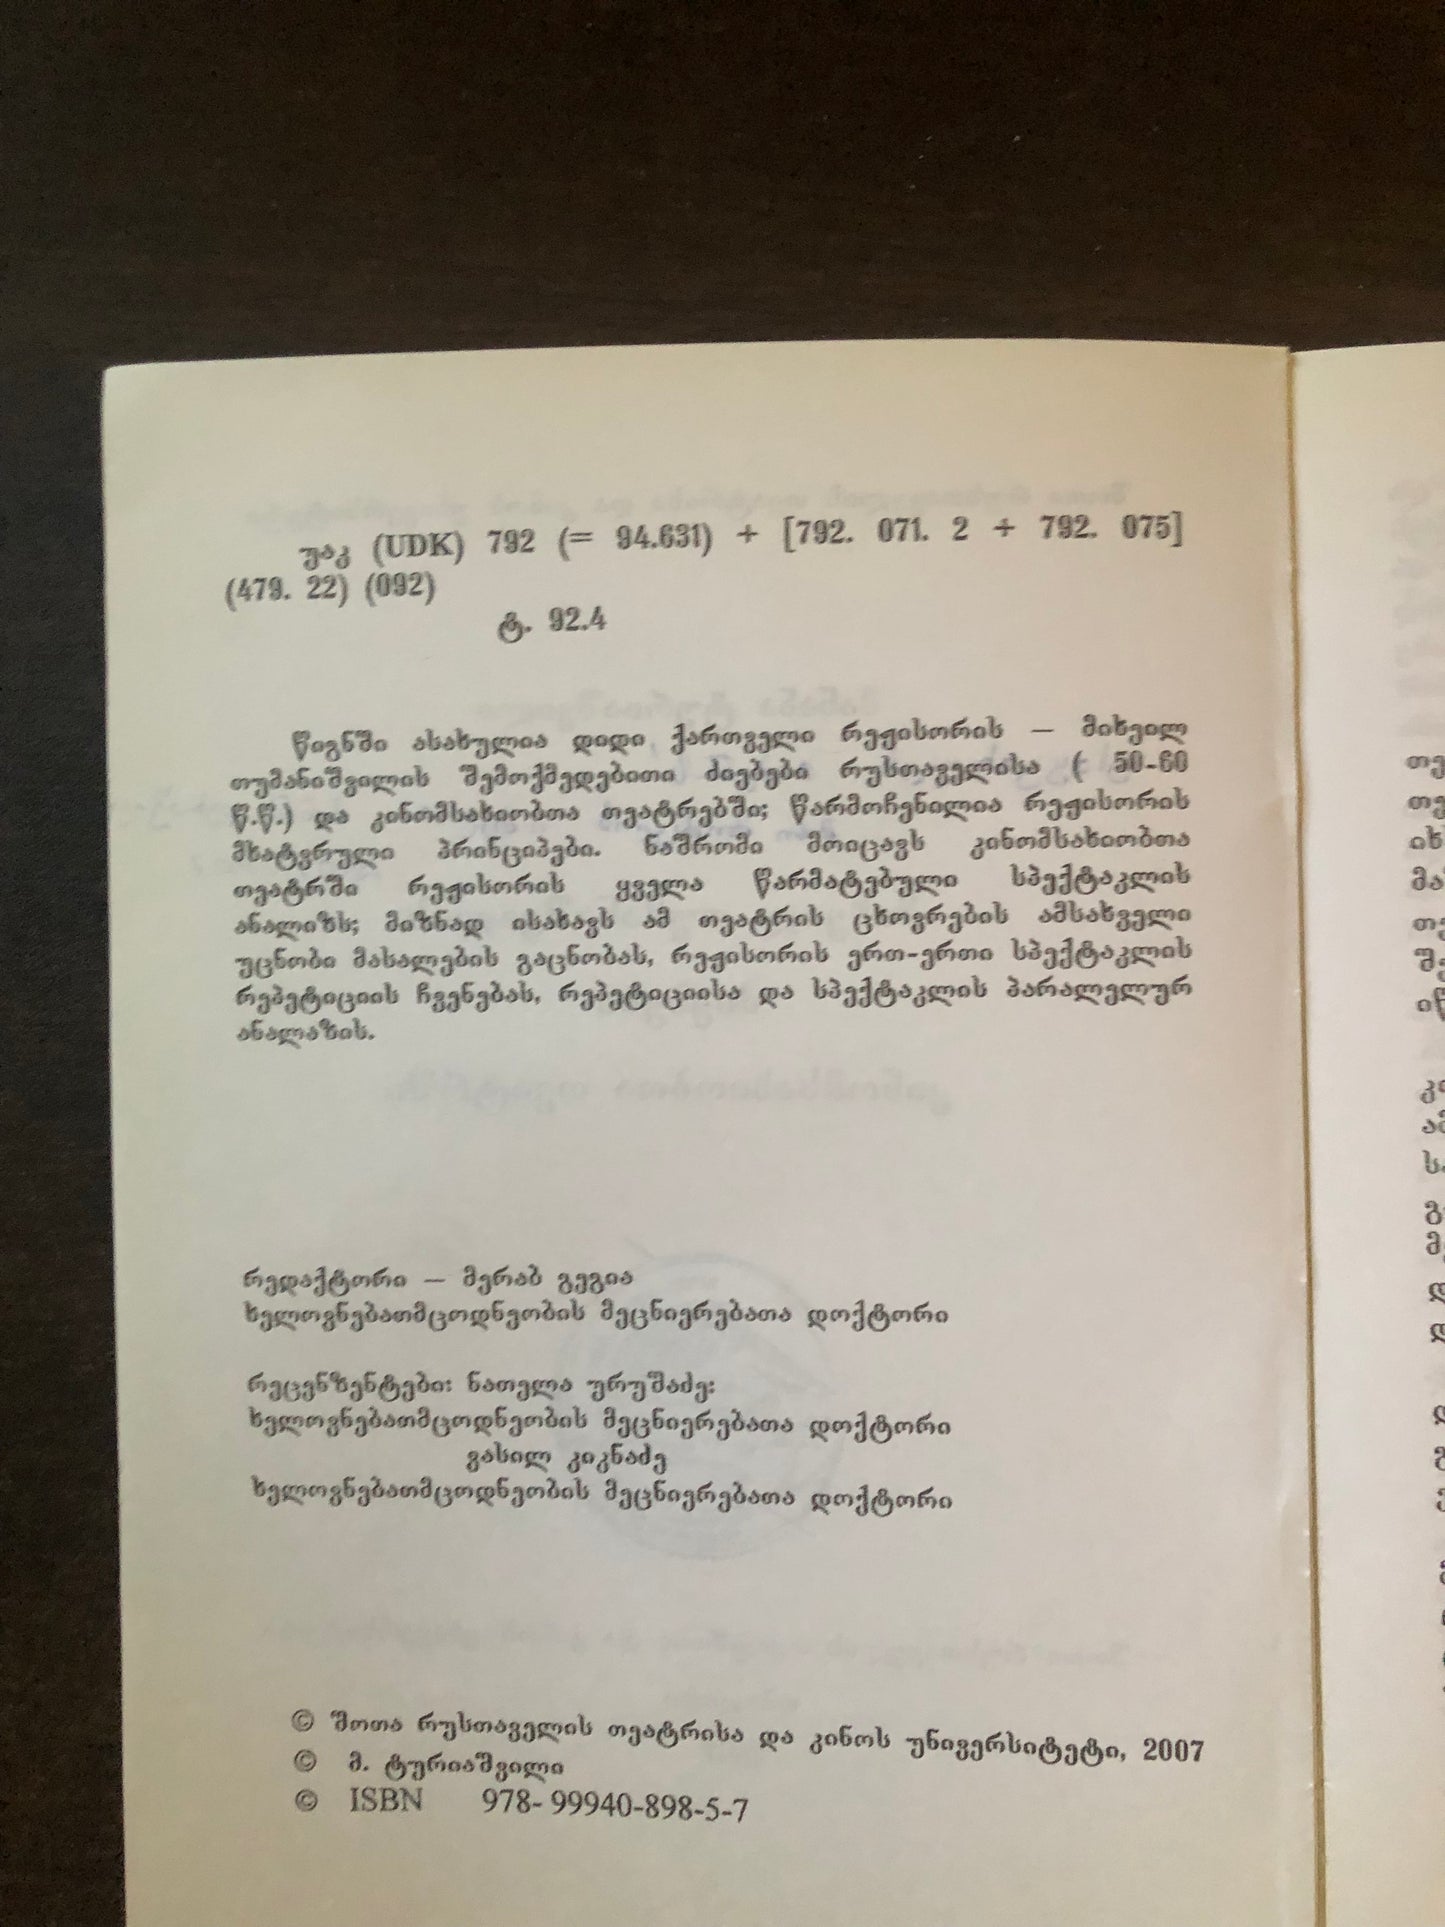 უაკ (UDK) 792 (= 94.631) + [792. 071. 2 + 792. 075]
(479. 22) (092)
ტ. 92.4
წიგნში ასახულია დიდი ქართველი რეჟისორის – მიხეილ
თუმანიშვილის შემოქმედებითი ძიებები რუსთაველისა ( 50-60
წ.წ.) და კინომსახიობთა თეატრებში; წარმოჩენილია რეჟისორის
მხატვრული პრინციპები. ნაშრომი მოიცავს კინომსახიობთა
თეატრში რეჟისორის ყველა წარმატებული სპექტაკლის
ანალიზს; მიზნად ისახავს ამ თეატრის ცხოვრების ამსახველი
უცნობი მასალების გაცნობას, რეჟისორის ერთ-ერთი სპექტაკლის
რეპეტიციის ჩვენებას, რეპეტიციისა და სპექტაკლის პარალელურ
ანალაზის.
რედაქტორი – მერაბ გეგია
ხელოვნებათმცოდნეობის მეცნიერებათა დოქტორი
რეცენზენტები: ნათელა ურუშაძე:
ხელოვნებათმცოდნეობის მეცნიერებათა დოქტორი
ვასილ კიკნაძე
ხელოვნებათმცოდნეობის მეცნიერებათა დოქტორი
© შოთა რუსთაველის თეატრისა და კინოს უნივერსიტეტი, 2007
© მ. ტურიაშვილი
© ISBN 978- 99940-898-5-7